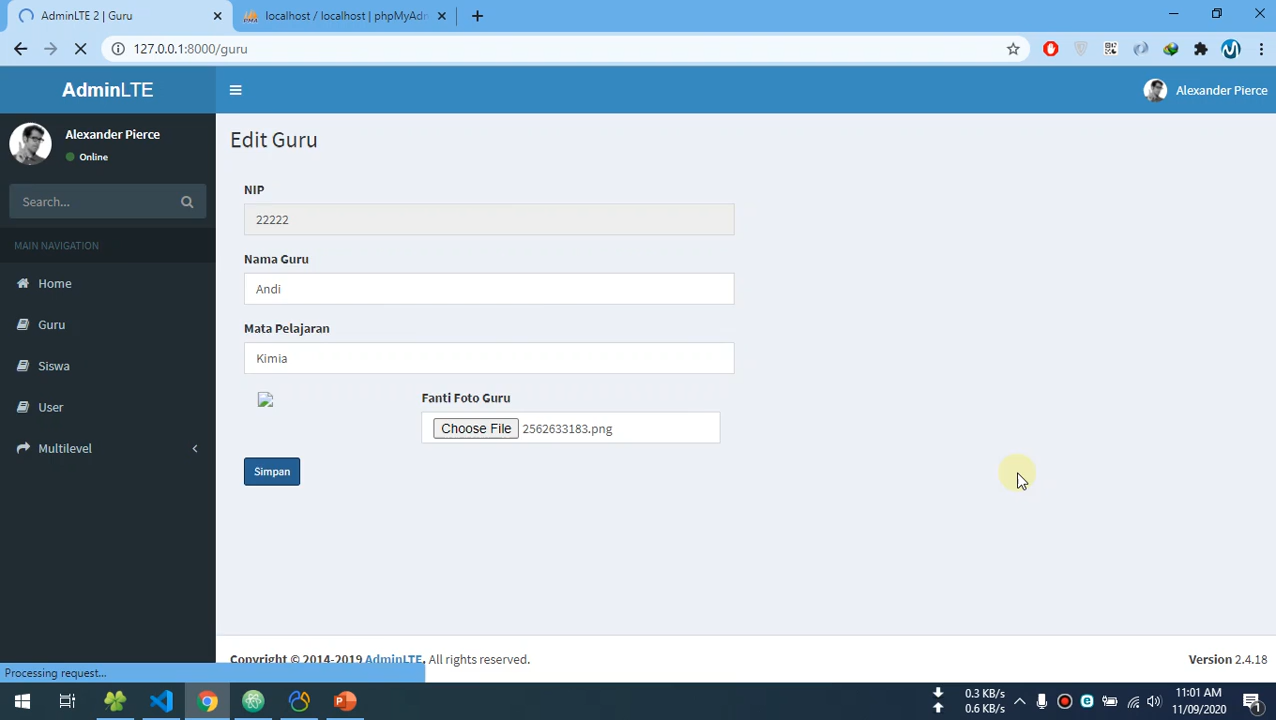 AdminLTE 2 | Guru
localhost / localhost | phpMyAdr
127.0.0.1:8000/guru
AdminLTE
Alexander Pierce
Alexander Pierce
Online
Search...
MAIN NAVIGATION
Home
Guru
Siswa
User
Multilevel
Edit Guru
NIP
22222
Nama Guru
Andi
Mata Pelajaran
Kimia
Fanti Foto Guru
Choose File 2562633183.png
Simpan
Copyright © 2014-2019 AdminLTE. All rights reserved.
Version 2.4.18
Processing request...
0.3 KB/s
0.6 KB/s
11:01 AM
11/09/2020
1